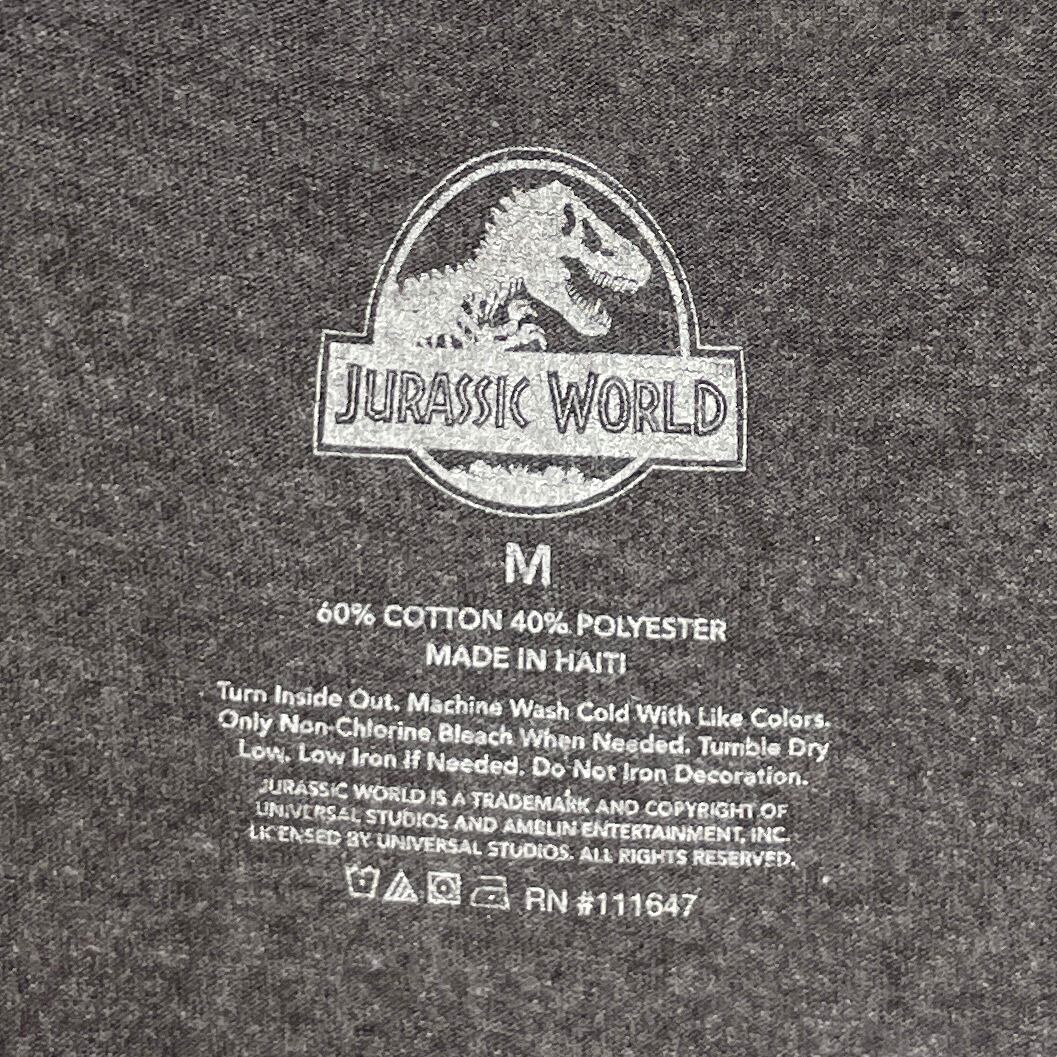 JURASSIC WORLD
M
60% COTTON 40% POLYESTER
MADE IN HAITI
Turn Inside Out. Machine Wash Cold With Like Colors.
Only Non-Chlorine Bleach When Needed. Tumble Dry
Low. Low Iron If Needed. Do Not Iron Decoration.
JURASSIC WORLD IS A TRADEMARK AND COPYRIGHT OF
UNIVERSAL STUDIOS AND AMBLIN ENTERTAINMENT, INC.
LICENSED BY UNIVERSAL STUDIOS. ALL RIGHTS RESERVED.
RN #111647